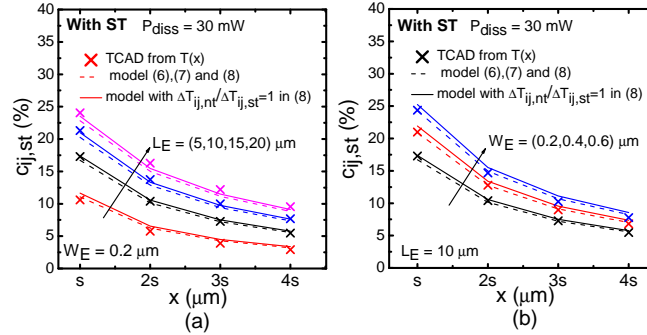 With ST P_diss = 30 mW
TCAD from T(x)
model (6),(7) and (8)
model with ΔT_ij,nt/ΔT_ij,st=1 in (8)
L_E = (5,10,15,20) μm
W_E = 0.2 μm
c_ij,st (%)
40
35
30
25
20
15
10
5
0
s 2s 3s 4s
x (μm)
(a)
With ST P_diss = 30 mW
TCAD from T(x)
model (6),(7) and (8)
model with ΔT_ij,nt/ΔT_ij,st=1 in (8)
W_E = (0.2,0.4,0.6) μm
L_E = 10 μm
c_ij,st (%)
40
35
30
25
20
15
10
5
0
s 2s 3s 4s
x (μm)
(b)